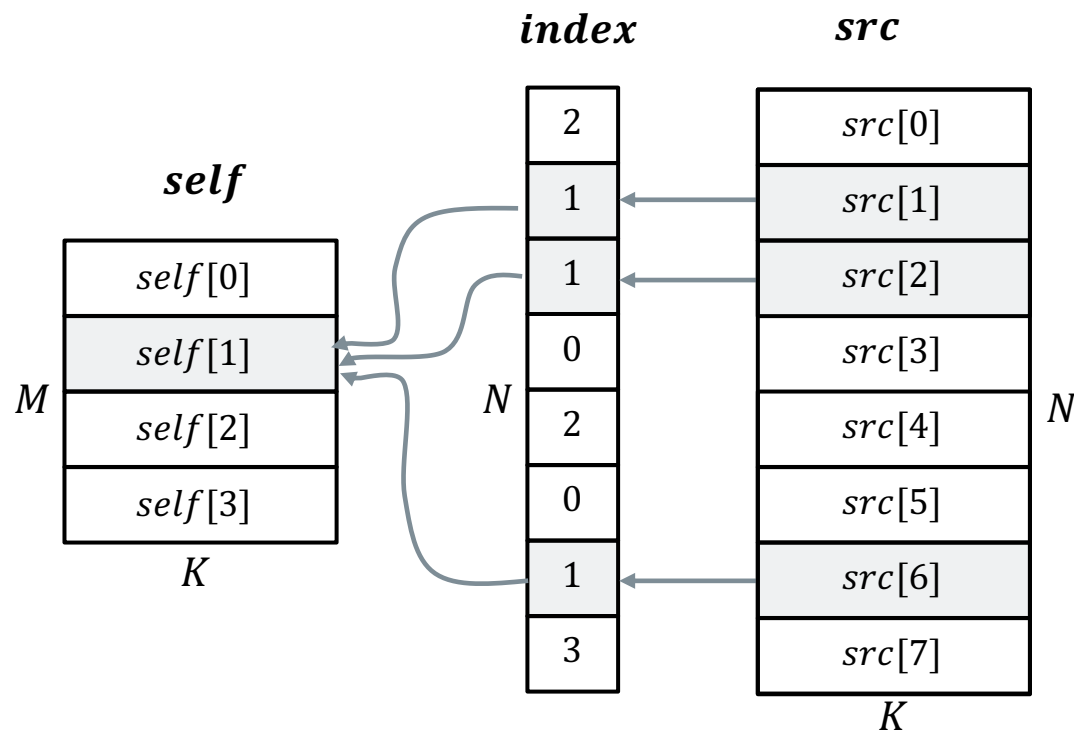 index
src
self
2
src[0]
1
src[1]
self[0]
1
src[2]
self[1]
0
src[3]
M
N
N
self[2]
2
src[4]
self[3]
0
src[5]
K
1
src[6]
3
src[7]
K